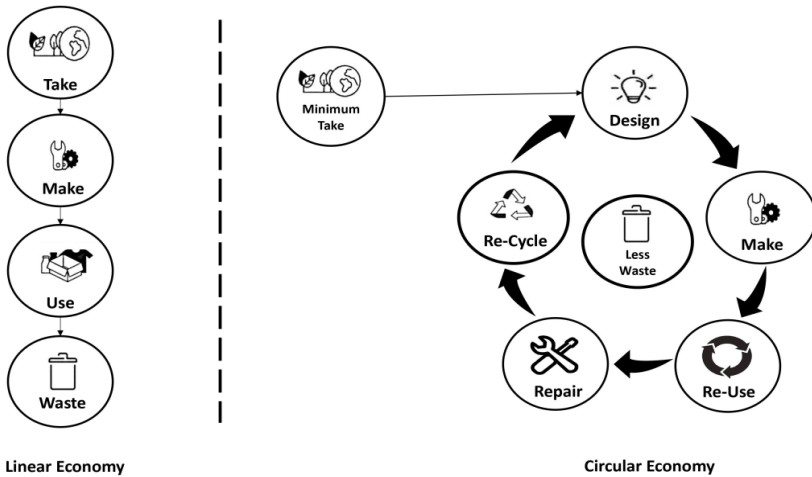 Take
Make
Use
Waste
Linear Economy
Minimum
Take
Design
Make
Re-Use
Repair
Re-Cycle
Less
Waste
Circular Economy